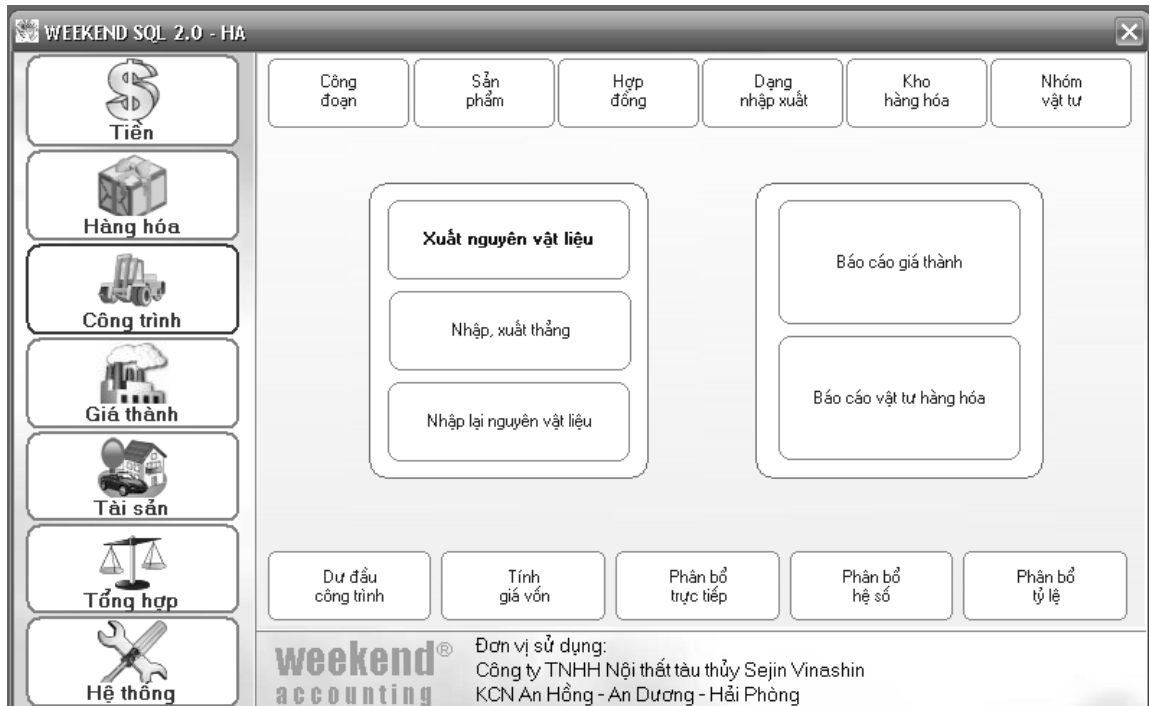 WEEKEND SQL 2.0 - HA
Tiền
Hàng hóa
Công trình
Giá thành
Tài sản
Tổng hợp
Hệ thống
Công
đoạn
Sản
phẩm
Hợp
đồng
Dạng
nhập xuất
Kho
hàng hóa
Nhóm
vật tư
Xuất nguyên vật liệu
Nhập, xuất thẳng
Nhập lại nguyên vật liệu
Báo cáo giá thành
Báo cáo vật tư hàng hóa
Dư đầu
công trình
Tính
giá vốn
Phân bổ
trực tiếp
Phân bổ
hệ số
Phân bổ
tỷ lệ
weekend®
accounting
Đơn vị sử dụng:
Công ty TNHH Nội thất tàu thủy Sejin Vinashin
KCN An Hồng - An Dương - Hải Phòng